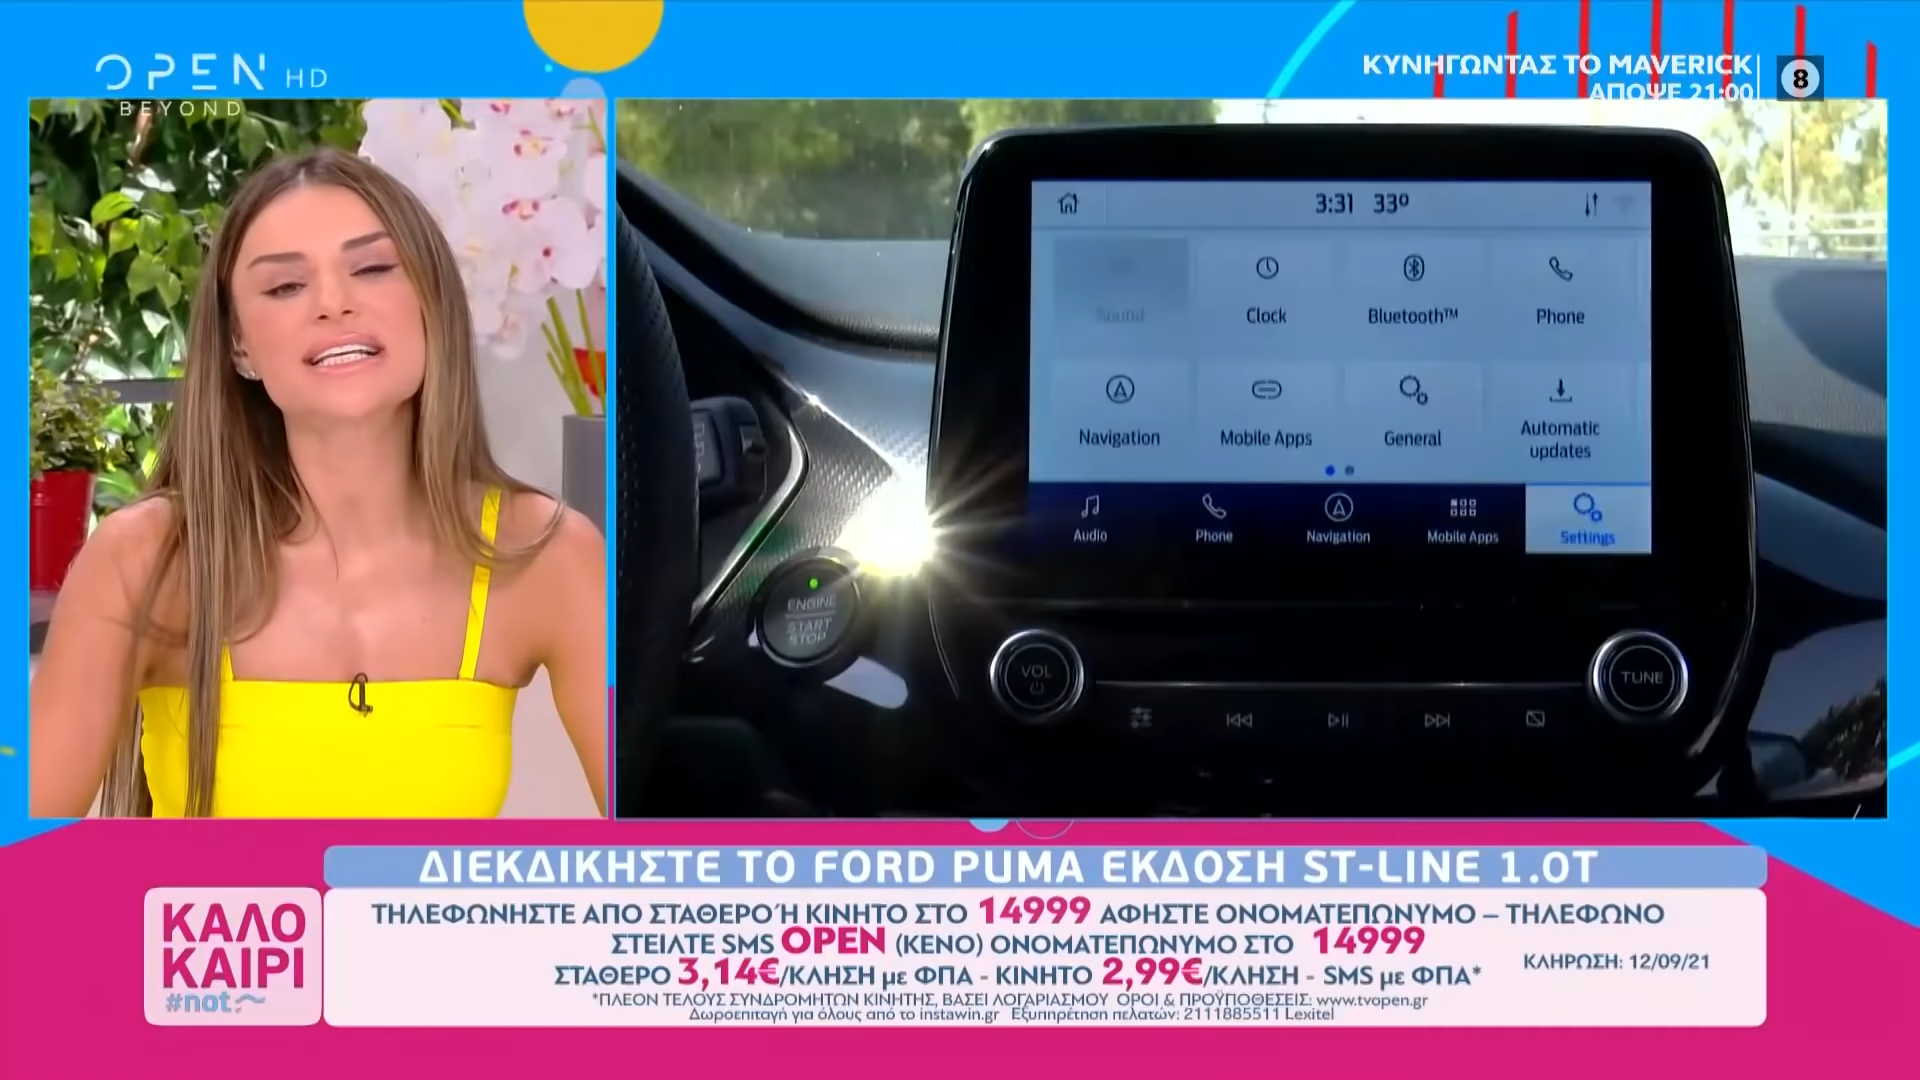 OPEN HD
BEYOND
ΚΥΝΗΓΩΝΤΑΣ ΤΟ MAVERICK
ΑΠΟΨΕ 21:00
8
3:31 33º
Sound
Clock
Bluetooth™
Phone
Navigation
Mobile Apps
General
Automatic
updates
Audio
Phone
Navigation
Mobile Apps
Settings
ENGINE
START
STOP
VOL
TUNE
ΔΙΕΚΔΙΚΗΣΤΕ ΤΟ FORD PUMA ΕΚΔΟΣΗ ST-LINE 1.0T
ΚΑΛΟ
ΚΑΙΡΙ
#not
ΤΗΛΕΦΩΝΗΣΤΕ ΑΠΟ ΣΤΑΘΕΡΟ Ή ΚΙΝΗΤΟ ΣΤΟ 14999 ΑΦΗΣΤΕ ΟΝΟΜΑΤΕΠΩΝΥΜΟ – ΤΗΛΕΦΩΝΟ
ΣΤΕΙΛΤΕ SMS OPEN (ΚΕΝΟ) ΟΝΟΜΑΤΕΠΩΝΥΜΟ ΣΤΟ 14999
ΣΤΑΘΕΡΟ 3,14€/ΚΛΗΣΗ με ΦΠΑ - ΚΙΝΗΤΟ 2,99€/ΚΛΗΣΗ - SMS με ΦΠΑ*
ΚΛΗΡΩΣΗ: 12/09/21
*ΠΛΕΟΝ ΤΕΛΟΥΣ ΣΥΝΔΡΟΜΗΤΩΝ ΚΙΝΗΤΗΣ, ΒΑΣΕΙ ΛΟΓΑΡΙΑΣΜΟΥ ΟΡΟΙ & ΠΡΟΫΠΟΘΕΣΕΙΣ: www.tvopen.gr
Δωροεπιταγή για όλους από το instawin.gr Εξυπηρέτηση πελατών: 2111885511 Lexitel